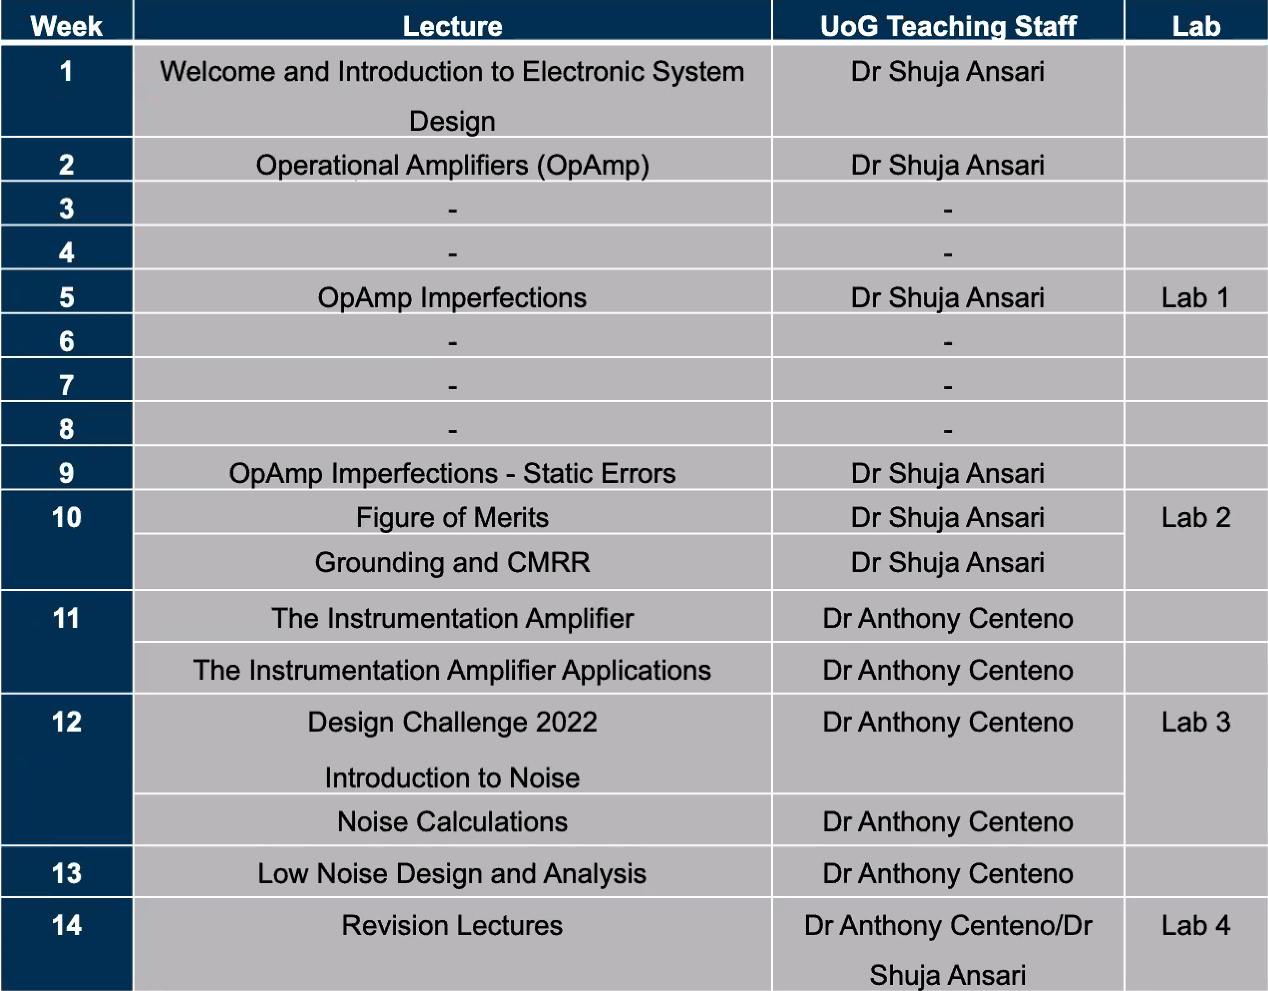 Week Lecture UoG Teaching Staff Lab
1 Welcome and Introduction to Electronic System Dr Shuja Ansari
Design
2 Operational Amplifiers (OpAmp) Dr Shuja Ansari
3 - -
4 - -
5 OpAmp Imperfections Dr Shuja Ansari Lab 1
6 - -
7 - -
8 - -
9 OpAmp Imperfections - Static Errors Dr Shuja Ansari
10 Figure of Merits Dr Shuja Ansari Lab 2
Grounding and CMRR Dr Shuja Ansari
11 The Instrumentation Amplifier Dr Anthony Centeno
The Instrumentation Amplifier Applications Dr Anthony Centeno
12 Design Challenge 2022 Dr Anthony Centeno Lab 3
Introduction to Noise
Noise Calculations Dr Anthony Centeno
13 Low Noise Design and Analysis Dr Anthony Centeno
14 Revision Lectures Dr Anthony Centeno/Dr Lab 4
Shuja Ansari